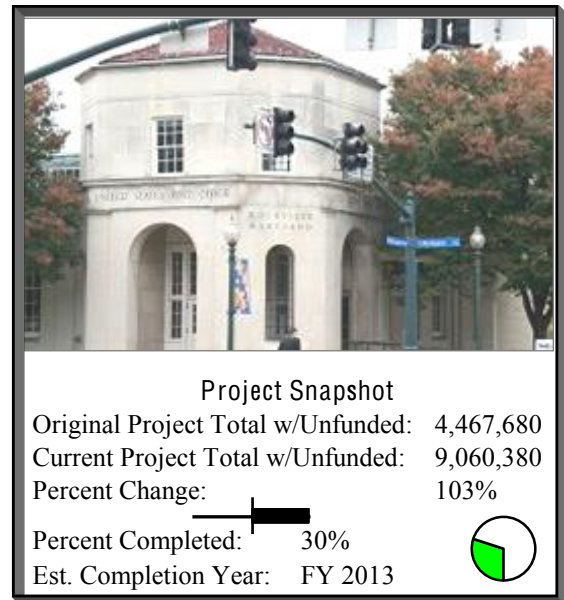 UNITED STATES POST OFFICE
ROCKVILLE
MARYLAND
Project Snapshot
Original Project Total w/Unfunded: 4,467,680
Current Project Total w/Unfunded: 9,060,380
Percent Change: 103%
Percent Completed: 30%
Est. Completion Year: FY 2013